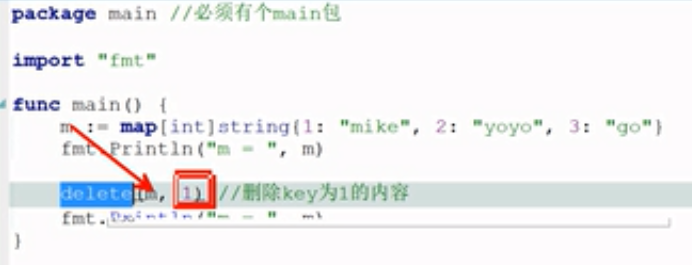 package main //必须有个main包
import "fmt"
func main() {
m := map[int]string{1: "mike", 2: "yoyo", 3: "go"}
fmt.Println("m = ", m)
delete(m, 1) //删除key为1的内容
fmt.Println("m = ", m)
}